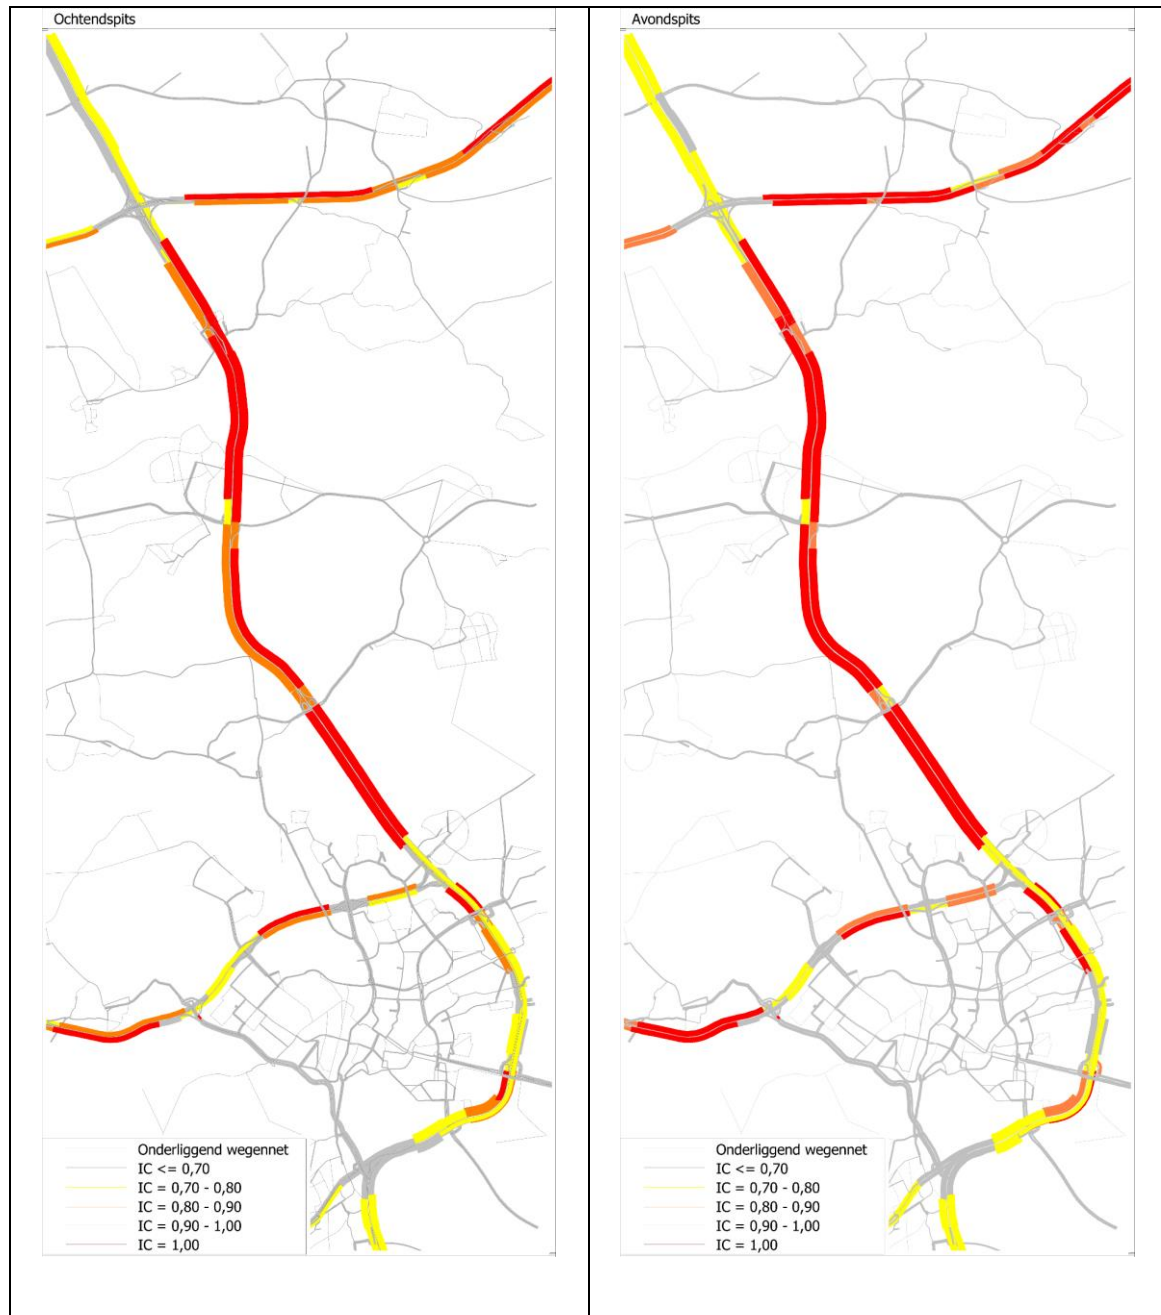 Ochtendspits
Onderliggend wegennet
IC <= 0,70
IC = 0,70 - 0,80
IC = 0,80 - 0,90
IC = 0,90 - 1,00
IC = 1,00
Avondspits
Onderliggend wegennet
IC <= 0,70
IC = 0,70 - 0,80
IC = 0,80 - 0,90
IC = 0,90 - 1,00
IC = 1,00